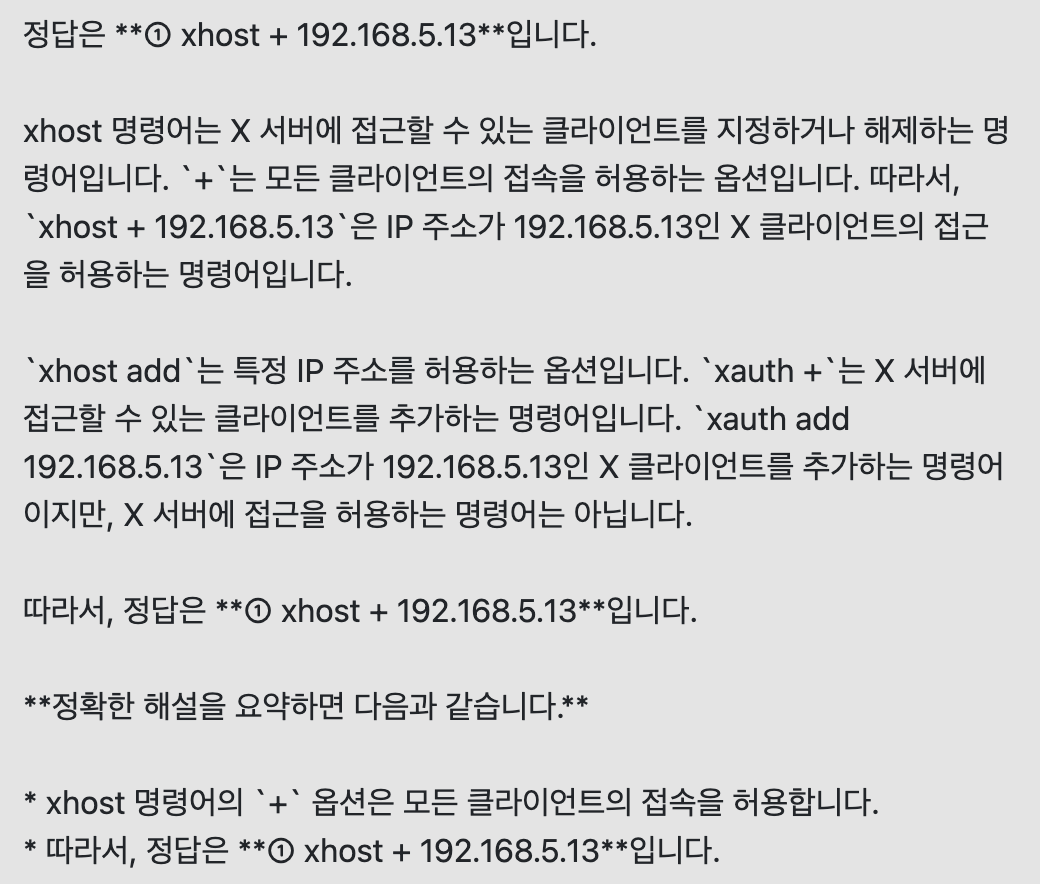 정답은 **① xhost + 192.168.5.13**입니다.
xhost 명령어는 X 서버에 접근할 수 있는 클라이언트를 지정하거나 해제하는 명
령어입니다. `+`는 모든 클라이언트의 접속을 허용하는 옵션입니다. 따라서,
`xhost + 192.168.5.13`은 IP 주소가 192.168.5.13인 X 클라이언트의 접근
을 허용하는 명령어입니다.
`xhost add`는 특정 IP 주소를 허용하는 옵션입니다. `xauth +`는 X 서버에
접근할 수 있는 클라이언트를 추가하는 명령어입니다. `xauth add
192.168.5.13`은 IP 주소가 192.168.5.13인 X 클라이언트를 추가하는 명령어
이지만, X 서버에 접근을 허용하는 명령어는 아닙니다.
따라서, 정답은 **① xhost + 192.168.5.13**입니다.
**정확한 해설을 요약하면 다음과 같습니다.**
* xhost 명령어의 `+` 옵션은 모든 클라이언트의 접속을 허용합니다.
* 따라서, 정답은 **① xhost + 192.168.5.13**입니다.